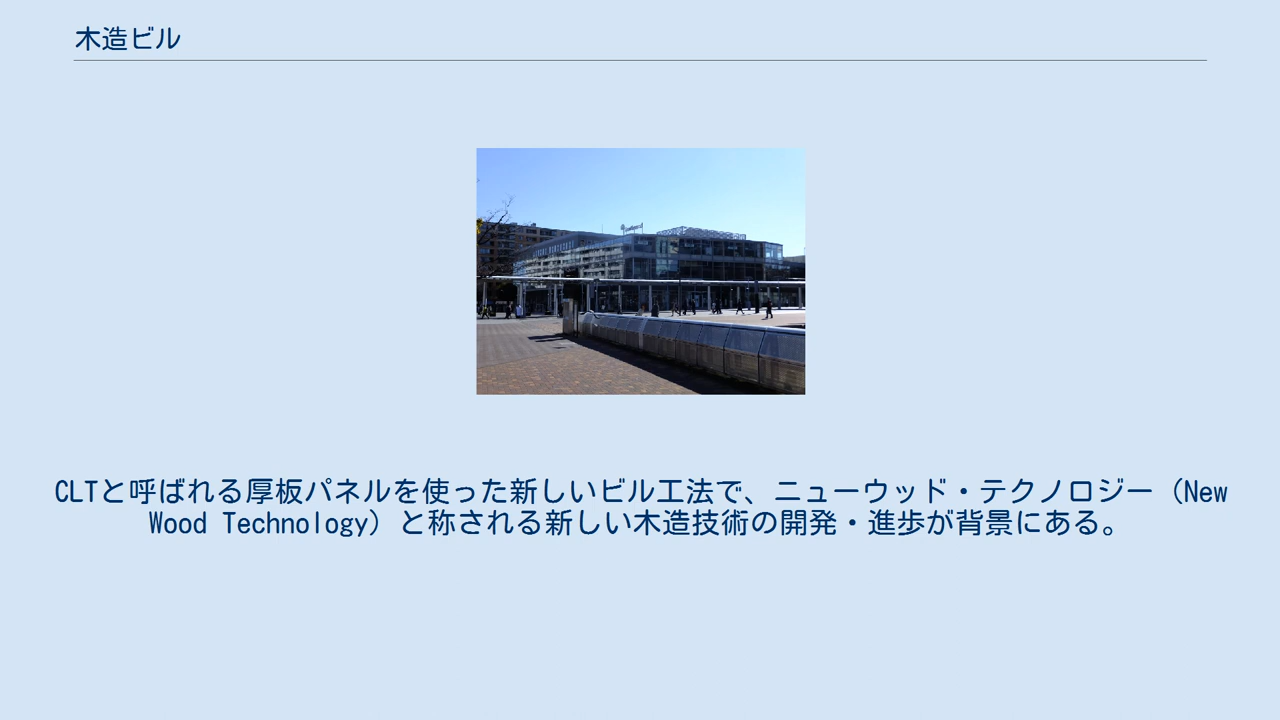 木造ビル
CLTと呼ばれる厚板パネルを使った新しいビル工法で、ニューウッド・テクノロジー（New
Wood Technology）と称される新しい木造技術の開発・進歩が背景にある。